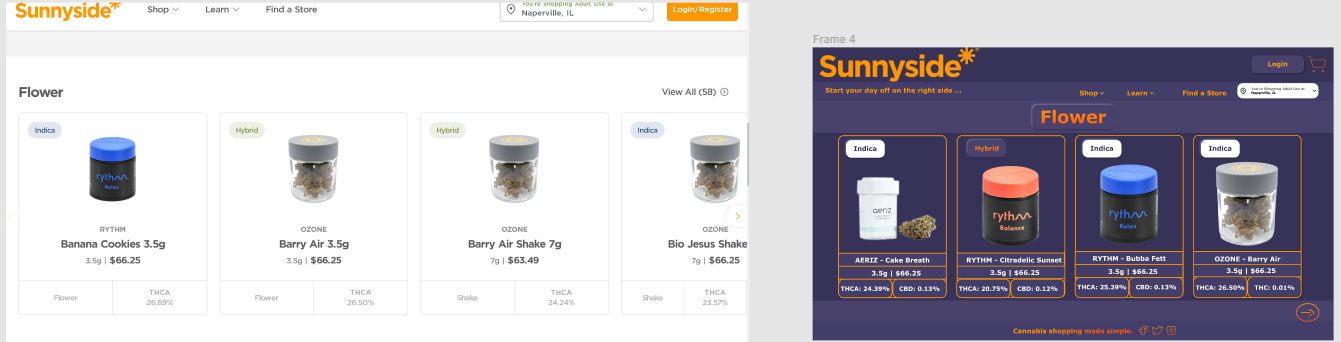 Sunnyside*
Shop
Learn
Find a Store
You're Shopping Adult Use at
Naperville, IL
Login/Register
Flower
View All (58)
Indica
rythm
Relax
RYTHM
Banana Cookies 3.5g
3.5g | $66.25
Flower
THCA
26.69%
Hybrid
OZONE
Barry Air 3.5g
3.5g | $66.25
Flower
THCA
26.50%
Hybrid
OZONE
Barry Air Shake 7g
7g | $63.49
Shake
THCA
24.24%
Indica
OZONE
Bio Jesus Shake
7g | $66.25
Shake
THCA
23.57%
Frame 4
Sunnyside*
Start your day off on the right side ...
Login
Shop
Learn
Find a Store
You're Shopping Adult Use at
Naperville, IL
Flower
Indica
aeriz
AERIZ - Cake Breath
3.5g | $66.25
THCA: 24.39%
CBD: 0.13%
Hybrid
rythm
Balance
RYTHM - Citradelic Sunset
3.5g | $66.25
THCA: 20.75%
CBD: 0.12%
Indica
rythm
Relax
RYTHM - Bubba Fett
3.5g | $66.25
THCA: 25.39%
CBD: 0.13%
Indica
OZONE - Barry Air
3.5g | $66.25
THCA: 26.50%
THC: 0.01%
Cannabis shopping made simple.